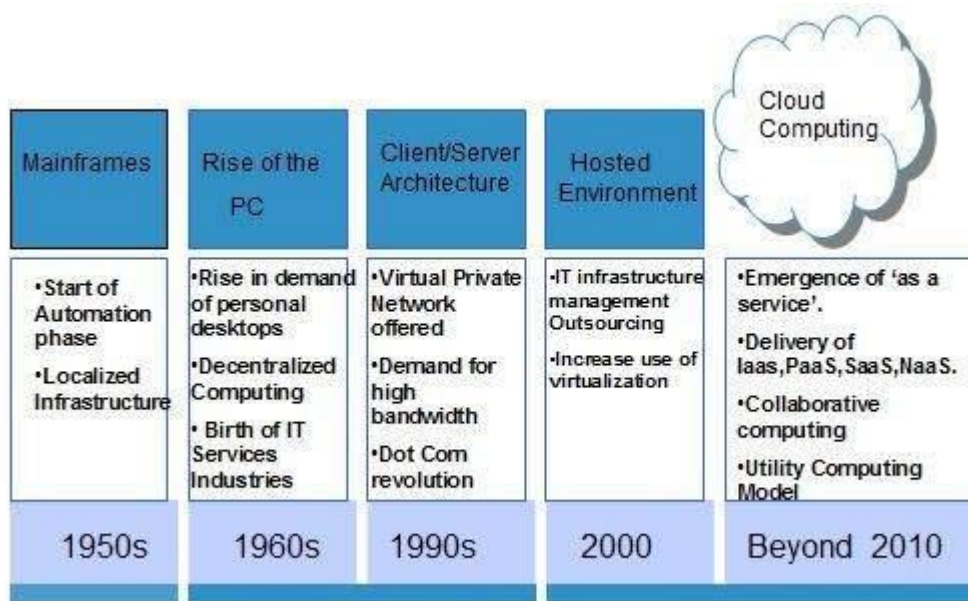 Mainframes
Rise of the
PC
Client/Server
Architecture
Hosted
Environment
Cloud
Computing
•Start of
Automation
phase
•Localized
Infrastructure
•Rise in demand
of personal
desktops
•Decentralized
Computing
• Birth of IT
Services
Industries
•Virtual Private
Network
offered
•Demand for
high
bandwidth
•Dot Com
revolution
•IT infrastructure
management
Outsourcing
•Increase use of
virtualization
•Emergence of ‘as a
service’.
•Delivery of
Iaas,PaaS,SaaS,NaaS.
•Collaborative
computing
•Utility Computing
Model
1950s
1960s
1990s
2000
Beyond 2010